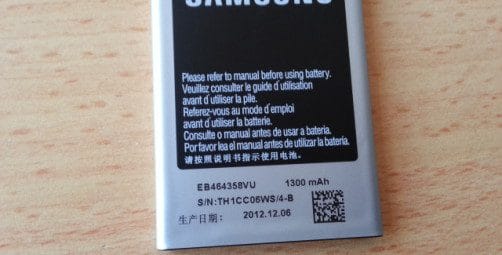 SAMSUNG
Please refer to manual before using battery.
Veuillez consulter le guide d'utilisation
avant d'utiliser la pile.
Referez-vous au mode d'emploi
avant d'utiliser la batterie.
Consulte o manual antes de usar a bateria.
Por favor lea el manual antes de utilizar la batería.
请按照说明书指示使用电池。
EB464358VU 1300 mAh
S/N:TH1CC06WS/4-B
生产日期: 2012.12.06